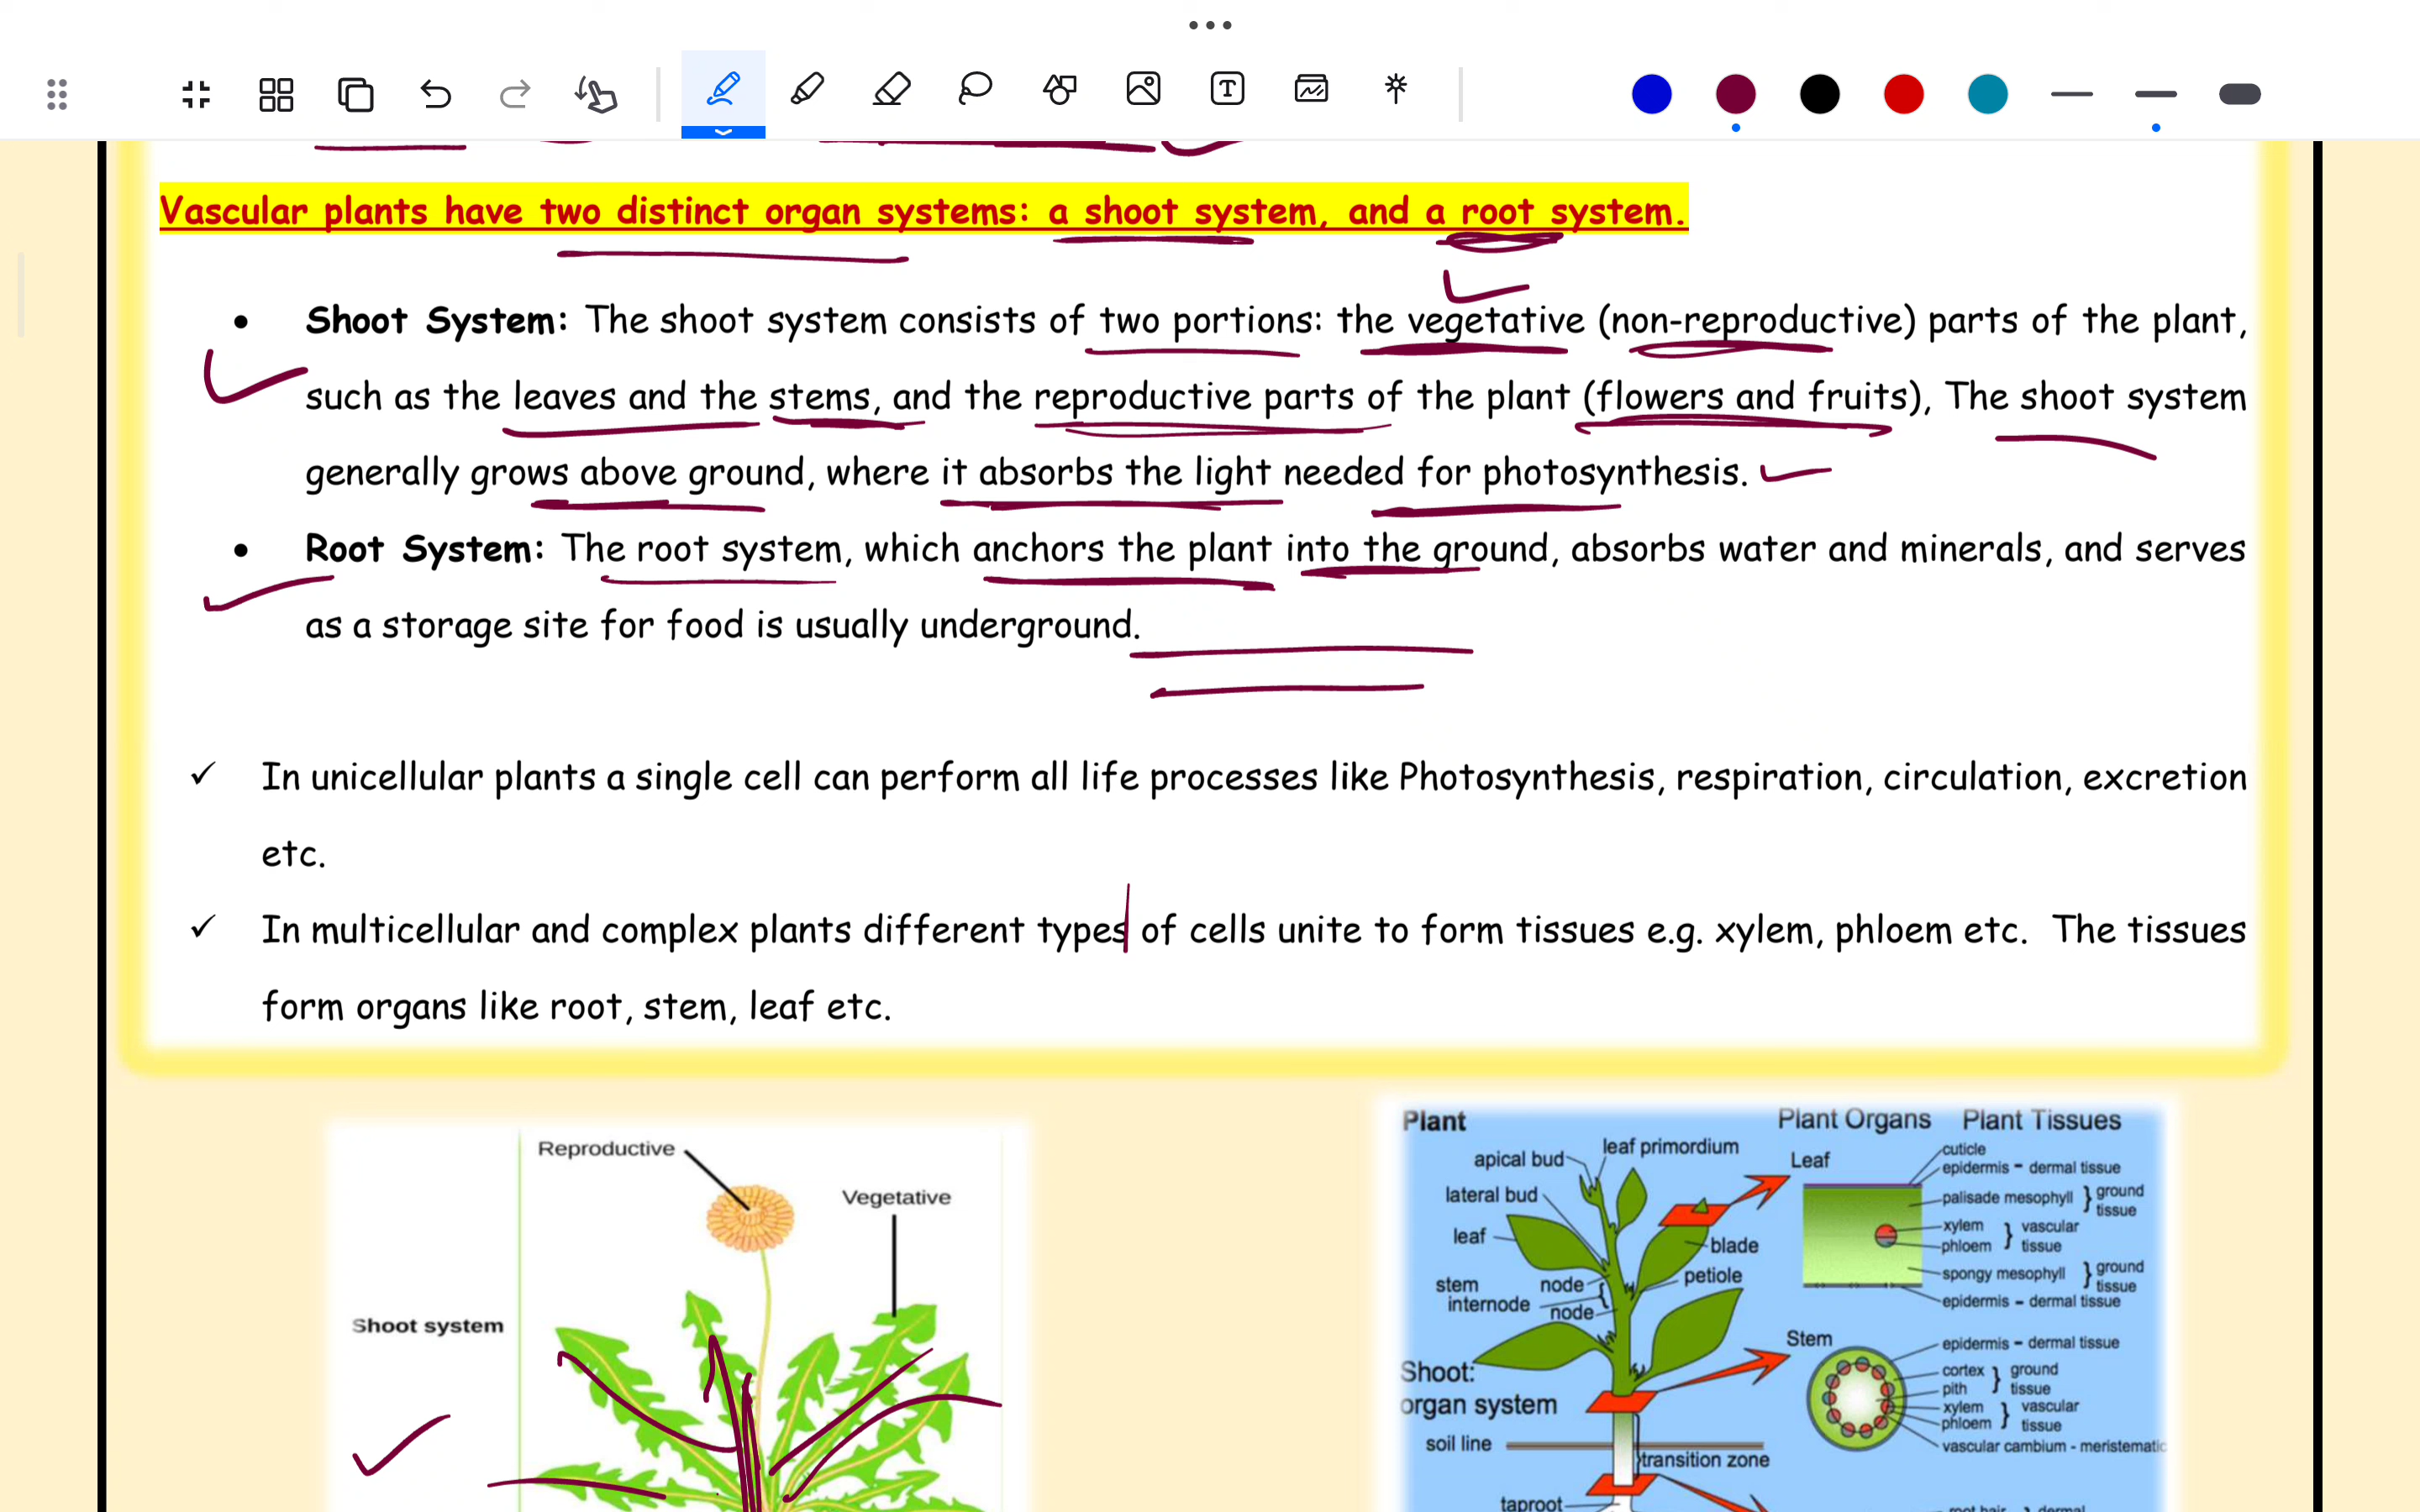 Vascular plants have two distinct organ systems: a shoot system, and a root system.
• Shoot System: The shoot system consists of two portions: the vegetative (non-reproductive) parts of the plant,
such as the leaves and the stems, and the reproductive parts of the plant (flowers and fruits), The shoot system
generally grows above ground, where it absorbs the light needed for photosynthesis.
• Root System: The root system, which anchors the plant into the ground, absorbs water and minerals, and serves
as a storage site for food is usually underground.
✓ In unicellular plants a single cell can perform all life processes like Photosynthesis, respiration, circulation, excretion
etc.
✓ In multicellular and complex plants different types of cells unite to form tissues e.g. xylem, phloem etc. The tissues
form organs like root, stem, leaf etc.
Reproductive
Vegetative
Shoot system
Plant
Plant Organs
Plant Tissues
apical bud
leaf primordium
lateral bud
leaf
blade
stem
node
petiole
internode
node
Shoot:
organ system
soil line
transition zone
taproot
Leaf
cuticle
epidermis - dermal tissue
palisade mesophyll } ground
tissue
xylem } vascular
phloem tissue
spongy mesophyll } ground
tissue
epidermis - dermal tissue
Stem
epidermis - dermal tissue
cortex } ground
pith tissue
xylem } vascular
phloem tissue
vascular cambium - meristematic